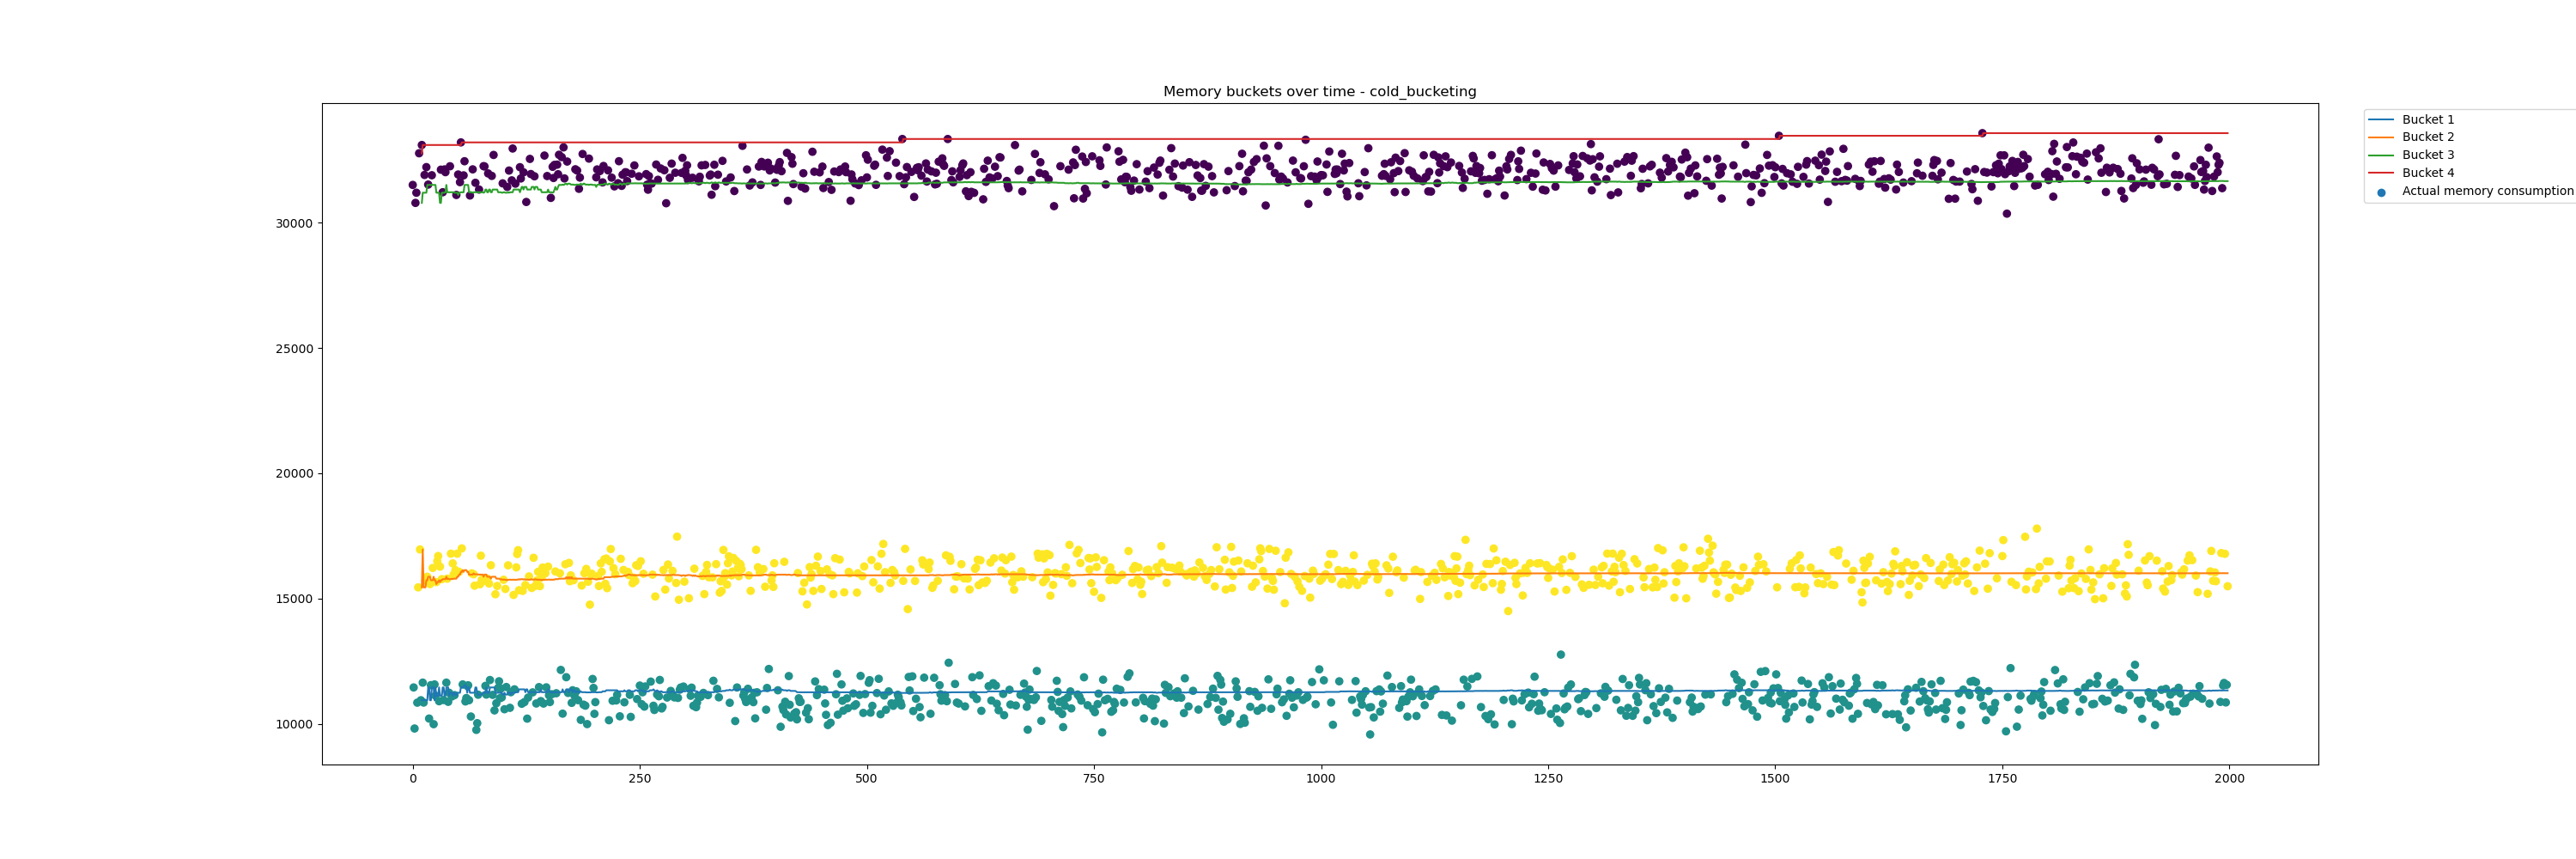 Memory buckets over time - cold_bucketing
Bucket 1
Bucket 2
Bucket 3
Bucket 4
Actual memory consumption
30000
25000
20000
15000
10000
0 250 500 750 1000 1250 1500 1750 2000